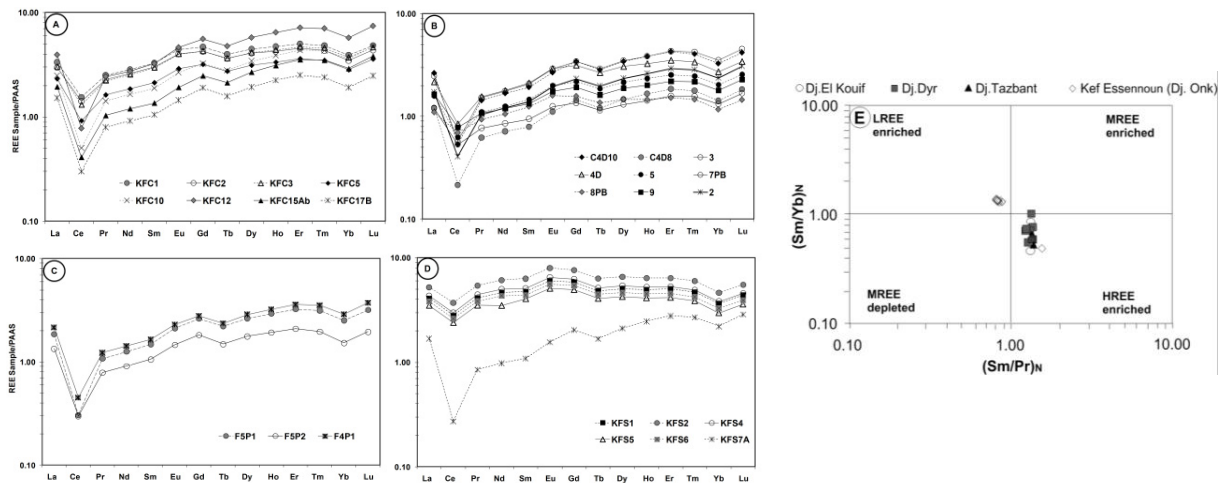 A
REE Sample/PAAS
10.00
1.00
0.10
KFC1 KFC2 KFC3 KFC5
KFC10 KFC12 KFC15Ab KFC17B
La Ce Pr Nd Sm Eu Gd Tb Dy Ho Er Tm Yb Lu
B
10.00
1.00
0.10
C4D10 C4D8 3
4D 5 7PB
8PB 9 2
La Ce Pr Nd Sm Eu Gd Tb Dy Ho Er Tm Yb Lu
C
REE Sample/PAAS
10.00
1.00
0.10
F5P1 F5P2 F4P1
La Ce Pr Nd Sm Eu Gd Tb Dy Ho Er Tm Yb Lu
D
10.00
1.00
0.10
KFS1 KFS2 KFS4
KFS5 KFS6 KFS7A
La Ce Pr Nd Sm Eu Gd Tb Dy Ho Er Tm Yb Lu
Dj.El Kouif Dj.Dyr Dj.Tazbant Kef Essennoun (Dj. Onk)
E
(Sm/Yb)N
10.00
1.00
0.10
LREE
enriched
MREE
enriched
MREE
depleted
HREE
enriched
0.10 1.00 10.00
(Sm/Pr)N